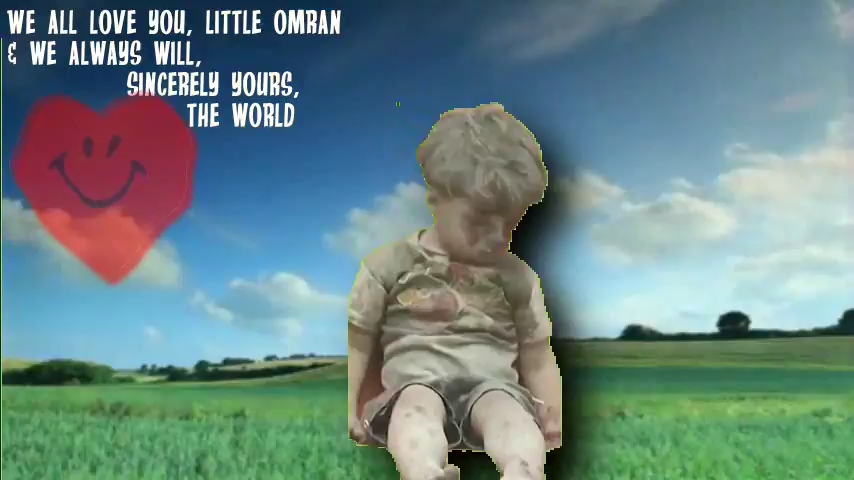 WE ALL LOVE YOU, LITTLE OMRAN
& WE ALWAYS WILL,
SINCERELY YOURS,
THE WORLD